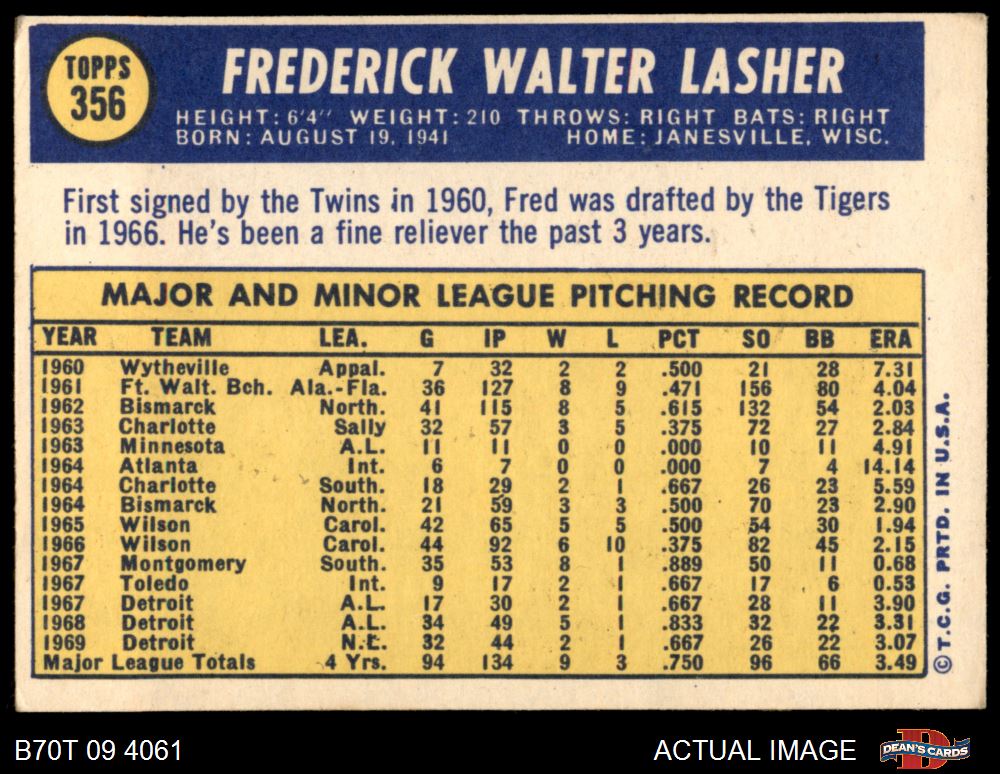 TOPPS
356
FREDERICK WALTER LASHER
HEIGHT: 6'4" WEIGHT: 210 THROWS: RIGHT BATS: RIGHT
BORN: AUGUST 19, 1941 HOME: JANESVILLE, WISC.
First signed by the Twins in 1960, Fred was drafted by the Tigers
in 1966. He's been a fine reliever the past 3 years.
MAJOR AND MINOR LEAGUE PITCHING RECORD
YEAR TEAM LEA. G IP W L PCT SO BB ERA
1960 Wytheville Appal. 7 32 2 2 .500 21 28 7.31
1961 Ft. Walt. Bch. Ala.-Fla. 36 127 8 9 .471 156 80 4.04
1962 Bismarck North. 41 115 8 5 .615 132 54 2.03
1963 Charlotte Sally 32 57 3 5 .375 72 27 2.84
1963 Minnesota A.L. 11 11 0 0 .000 10 11 4.91
1964 Atlanta Int. 6 7 0 0 .000 7 4 14.14
1964 Charlotte South. 18 29 2 1 .667 26 23 5.59
1964 Bismarck North. 21 59 3 3 .500 70 23 2.90
1965 Wilson Carol. 42 65 5 5 .500 54 30 1.94
1966 Wilson Carol. 44 92 6 10 .375 82 45 2.15
1967 Montgomery South. 35 53 8 1 .889 50 11 0.68
1967 Toledo Int. 9 17 2 1 .667 17 6 0.53
1967 Detroit A.L. 17 30 2 1 .667 28 11 3.90
1968 Detroit A.L. 34 49 5 1 .833 32 22 3.31
1969 Detroit N.L. 32 44 2 1 .667 26 22 3.07
Major League Totals 4 Yrs. 94 134 9 3 .750 96 66 3.49
© T.C.G. PRTD. IN U.S.A.
B70T 09 4061 ACTUAL IMAGE
DEAN'S CARDS